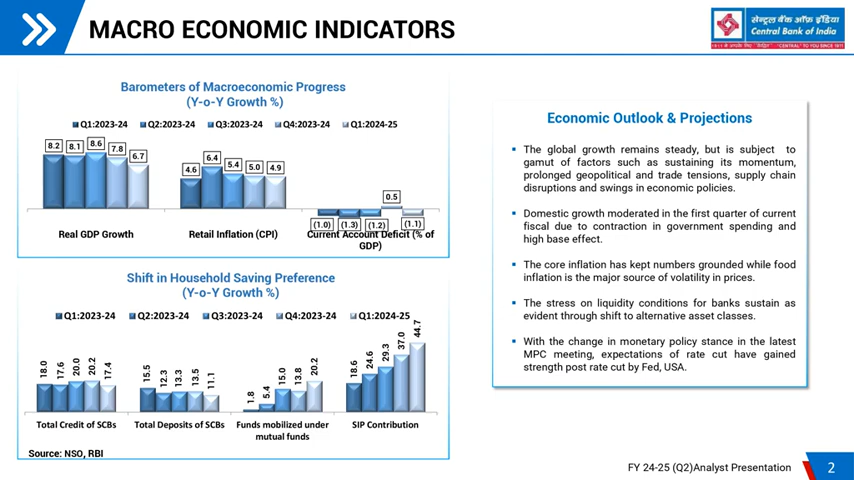 MACRO ECONOMIC INDICATORS
सेन्ट्रल बैंक ऑफ़ इंडिया
Central Bank of India
"CENTRAL" TO YOU SINCE 1911
Barometers of Macroeconomic Progress
(Y-o-Y Growth %)
Q1:2023-24 Q2:2023-24 Q3:2023-24 Q4:2023-24 Q1:2024-25
8.2 8.1 8.6 7.8 6.7
4.6 6.4 5.4 5.0 4.9
0.5
(1.0) (1.3) (1.2) (1.1)
Real GDP Growth Retail Inflation (CPI) Current Account Deficit (% of
GDP)
Shift in Household Saving Preference
(Y-o-Y Growth %)
Q1:2023-24 Q2:2023-24 Q3:2023-24 Q4:2023-24 Q1:2024-25
18.0 17.6 20.0 20.2 17.4
15.5 12.3 13.3 13.5 11.1
1.8 5.4 15.0 13.8 20.2
18.6 24.6 29.3 37.0 44.7
Total Credit of SCBs Total Deposits of SCBs Funds mobilized under SIP Contribution
mutual funds
Source: NSO, RBI
Economic Outlook & Projections
The global growth remains steady, but is subject to
gamut of factors such as sustaining its momentum,
prolonged geopolitical and trade tensions, supply chain
disruptions and swings in economic policies.
Domestic growth moderated in the first quarter of current
fiscal due to contraction in government spending and
high base effect.
The core inflation has kept numbers grounded while food
inflation is the major source of volatility in prices.
The stress on liquidity conditions for banks sustain as
evident through shift to alternative asset classes.
With the change in monetary policy stance in the latest
MPC meeting, expectations of rate cut have gained
strength post rate cut by Fed, USA.
FY 24-25 (Q2)Analyst Presentation 2